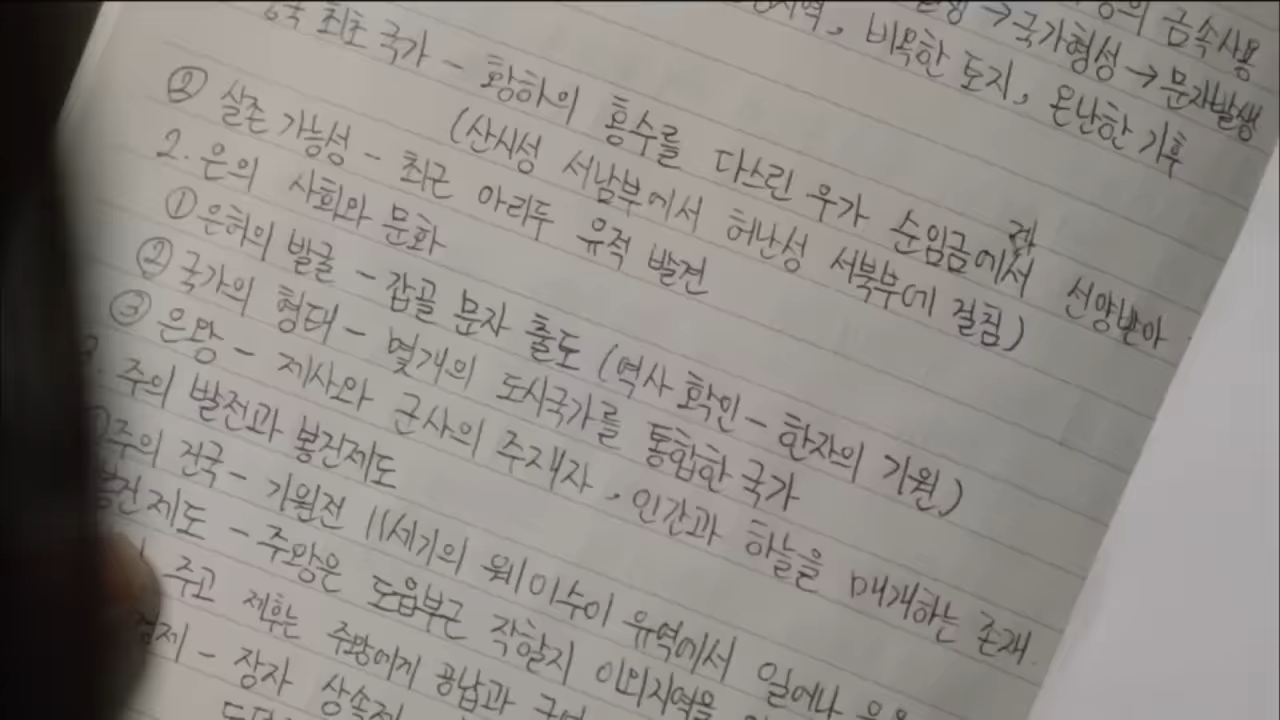 의 금속사용
→국가형성→문자발생
, 비옥한 토지, 온난한 기후
최초 국가 - 황하의 홍수를 다스린 우가 순임금에서 선양받아
(산시성 서남부에서 허난성 서북부에 걸침)
② 실존 가능성 - 최근 아리두 유적 발견
2. 은의 사회와 문화
① 은허의 발굴 - 갑골 문자 출토 (역사 확인 - 한자의 기원)
② 국가의 형태 - 몇개의 도시국가를 통합한 국가
③ 은왕 - 제사와 군사의 주재자, 인간과 하늘을 매개하는 존재.
주의 발전과 봉건제도
주의 건국 - 기원전 11세기의 웨이수이 유역에서 일어나
봉건제도 - 주왕은 도읍부근 직할지 이외지역을
주고 제후는 주왕에게 공납과
- 장자 상속제